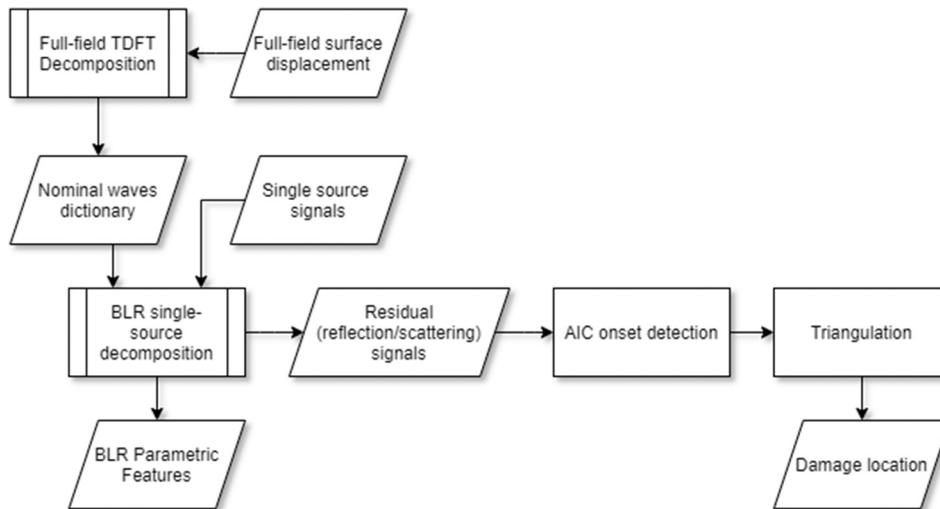 Full-field TDFT
Decomposition
Full-field surface
displacement
Nominal waves
dictionary
Single source
signals
BLR single-
source
decomposition
Residual
(reflection/scattering)
signals
AIC onset detection
Triangulation
BLR Parametric
Features
Damage location